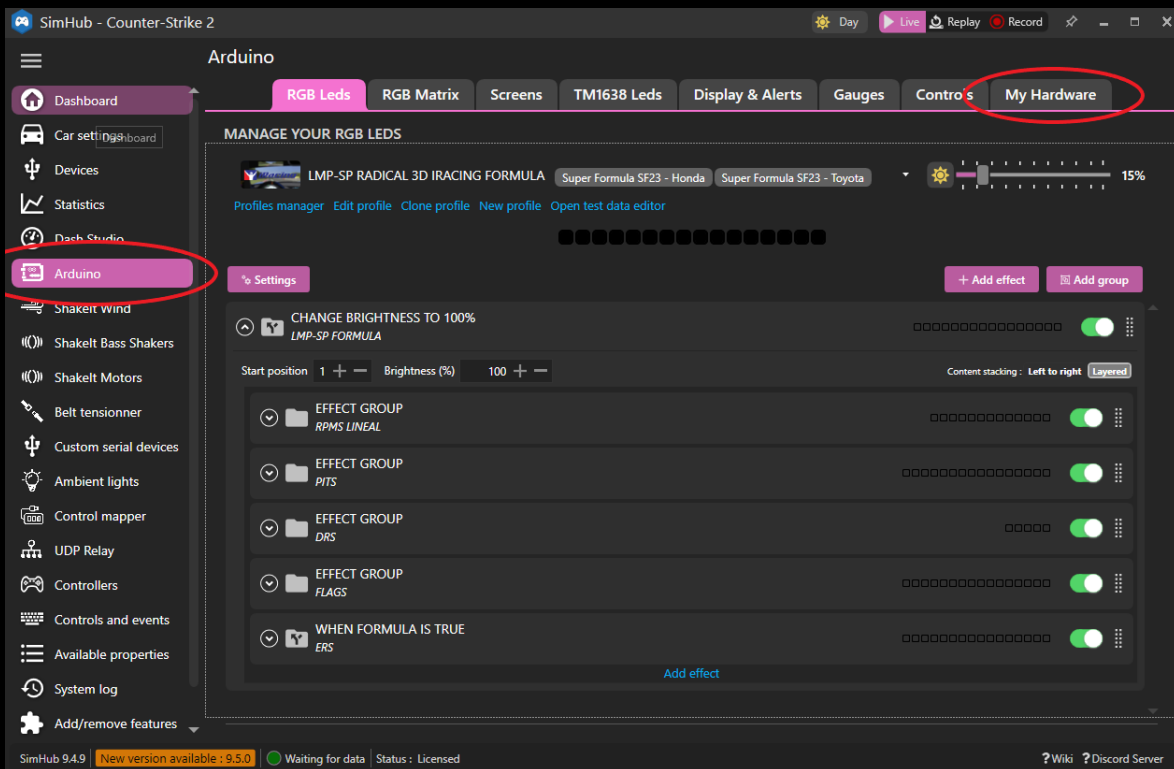 SimHub - Counter-Strike 2
Day
Live
Replay
Record
Arduino
RGB Leds
RGB Matrix
Screens
TM1638 Leds
Display & Alerts
Gauges
Controls
My Hardware
Dashboard
Car settings
Dashboard
Devices
Statistics
Dash Studio
Arduino
ShakeIt Wind
ShakeIt Bass Shakers
ShakeIt Motors
Belt tensionner
Custom serial devices
Ambient lights
Control mapper
UDP Relay
Controllers
Controls and events
Available properties
System log
Add/remove features
MANAGE YOUR RGB LEDS
LMP-SP RADICAL 3D IRACING FORMULA
Super Formula SF23 - Honda
Super Formula SF23 - Toyota
15%
Profiles manager Edit profile Clone profile New profile Open test data editor
Settings
Add effect
Add group
CHANGE BRIGHTNESS TO 100%
LMP-SP FORMULA
Start position 1 + − Brightness (%) 100 + −
Content stacking : Left to right Layered
EFFECT GROUP
RPMS LINEAL
EFFECT GROUP
PITS
EFFECT GROUP
DRS
EFFECT GROUP
FLAGS
WHEN FORMULA IS TRUE
ERS
Add effect
SimHub 9.4.9
New version available : 9.5.0
Waiting for data
Status : Licensed
? Wiki
? Discord Server